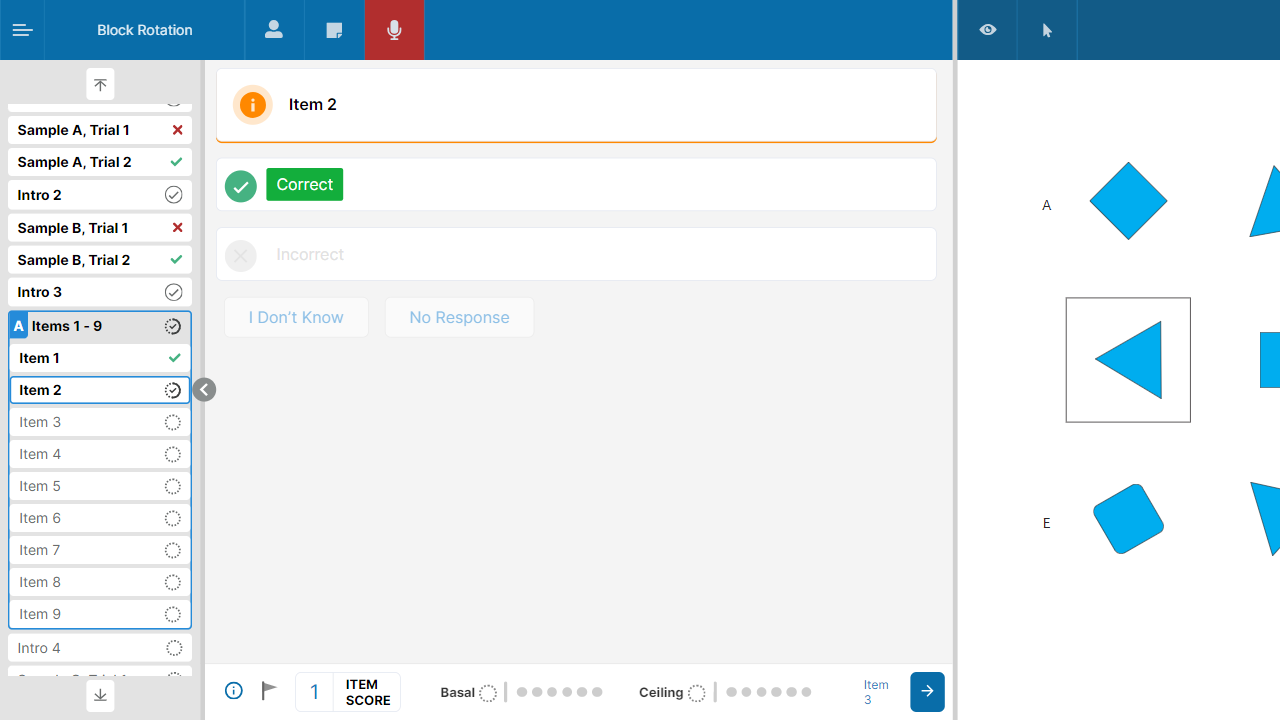 Block Rotation
Sample A, Trial 1
Sample A, Trial 2
Intro 2
Sample B, Trial 1
Sample B, Trial 2
Intro 3
A Items 1 - 9
Item 1
Item 2
Item 3
Item 4
Item 5
Item 6
Item 7
Item 8
Item 9
Intro 4
Item 2
Correct
Incorrect
I Don't Know
No Response
1
ITEM
SCORE
Basal
Ceiling
Item
3
A
E